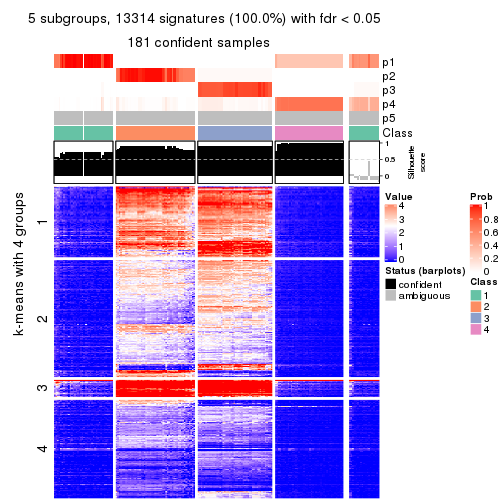 5 subgroups, 13314 signatures (100.0%) with fdr < 0.05
181 confident samples
p1
p2
p3
p4
p5
Class
1
0.5
0
Silhouette
score
k-means with 4 groups
1
2
3
4
Value
4
3
2
1
0
Status (barplots)
confident
ambiguous
Prob
1
0.8
0.6
0.4
0.2
0
Class
1
2
3
4